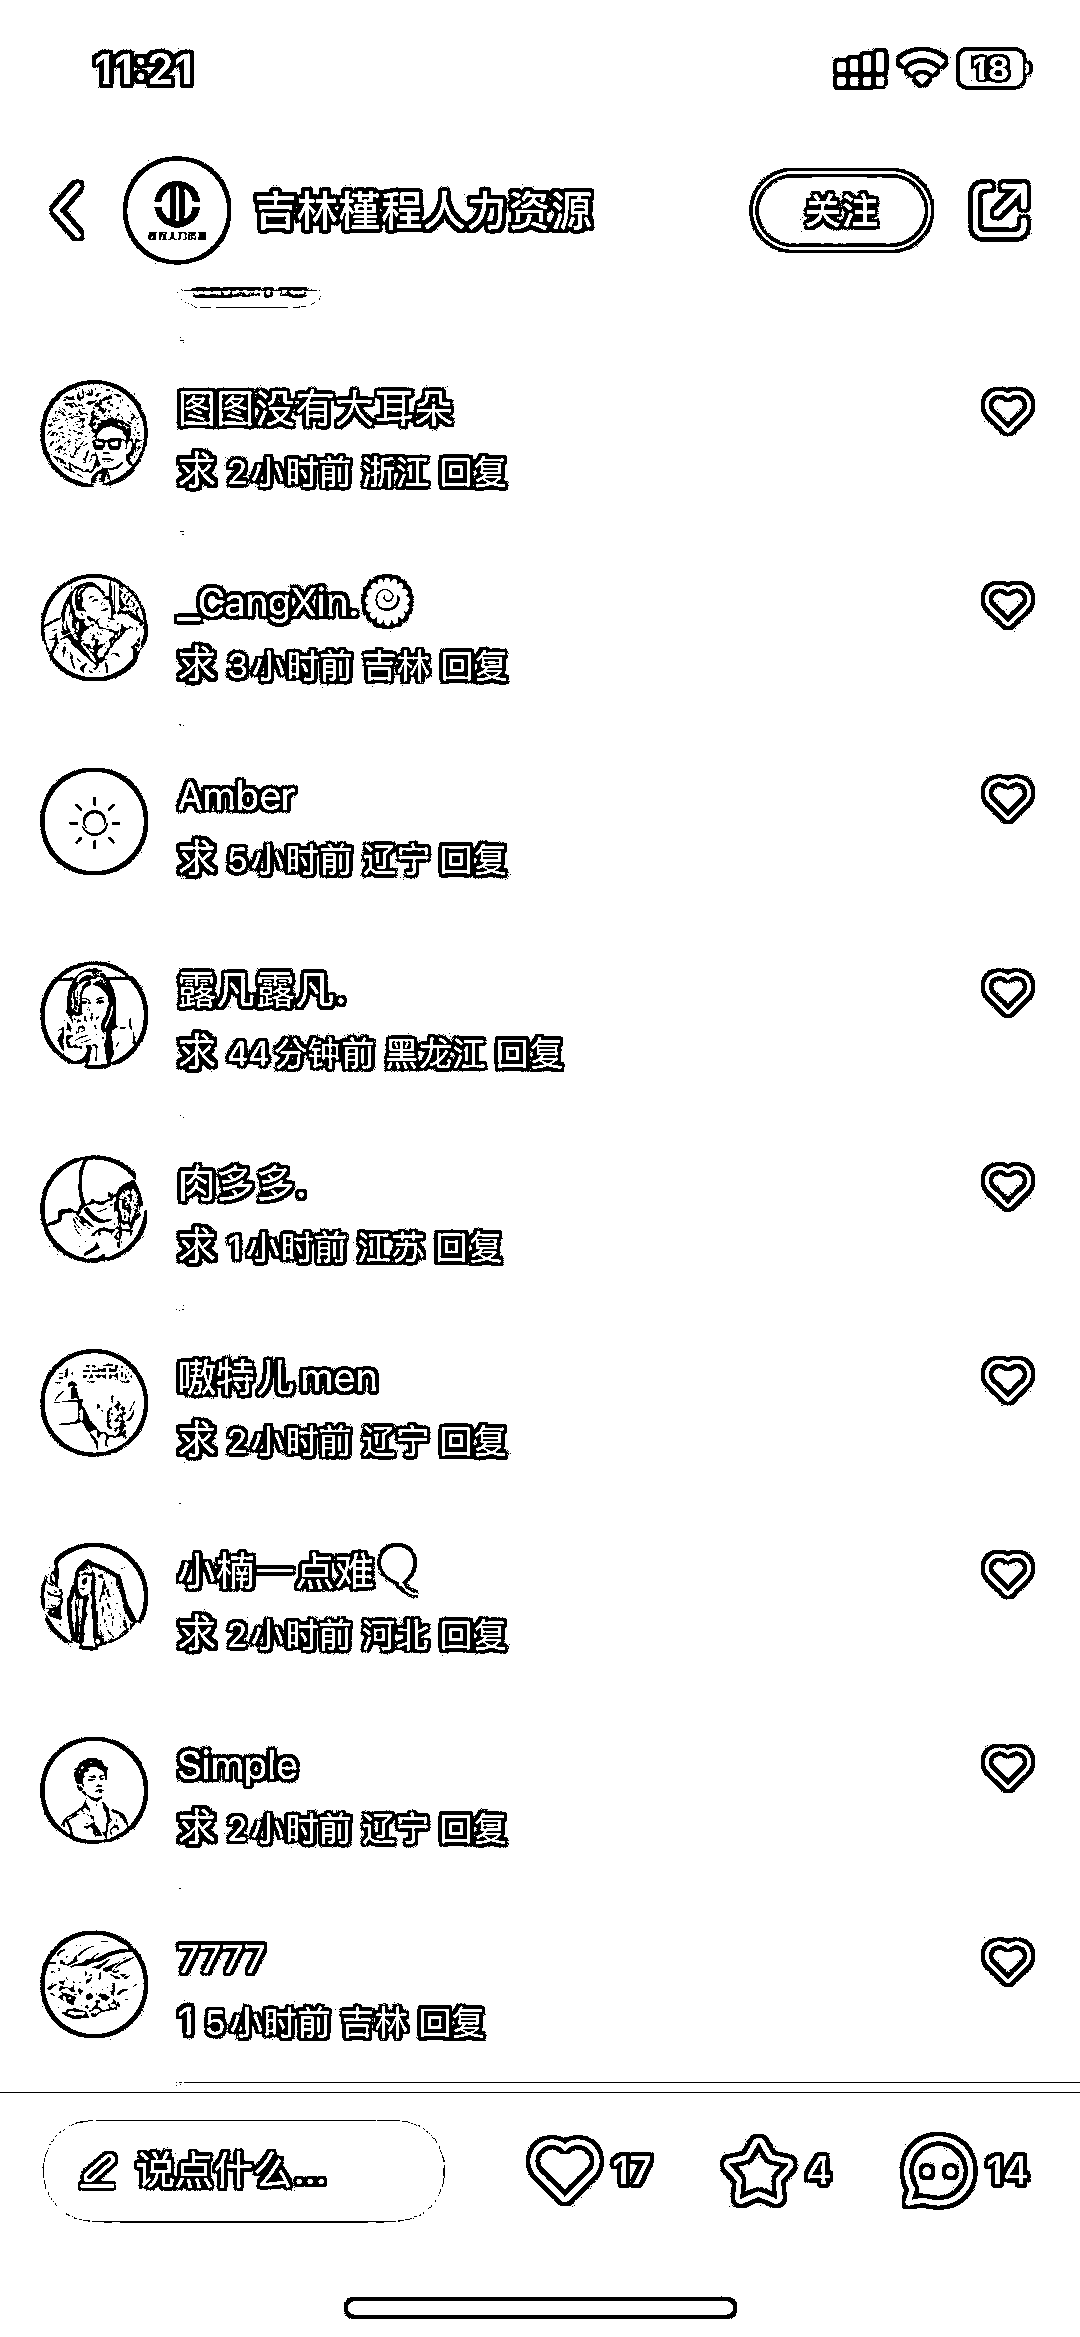 11:21
18
吉林槿程人力资源
关注
图图没有大耳朵
求 2小时前 浙江 回复
_CangXin.
求 3小时前 吉林 回复
Amber
求 5小时前 辽宁 回复
露凡露凡.
求 44分钟前 黑龙江 回复
肉多多.
求 1小时前 江苏 回复
嗷特儿men
求 2小时前 辽宁 回复
小楠一点难
求 2小时前 河北 回复
Simple
求 2小时前 辽宁 回复
7777
1 5小时前 吉林 回复
说点什么...
17
4
14